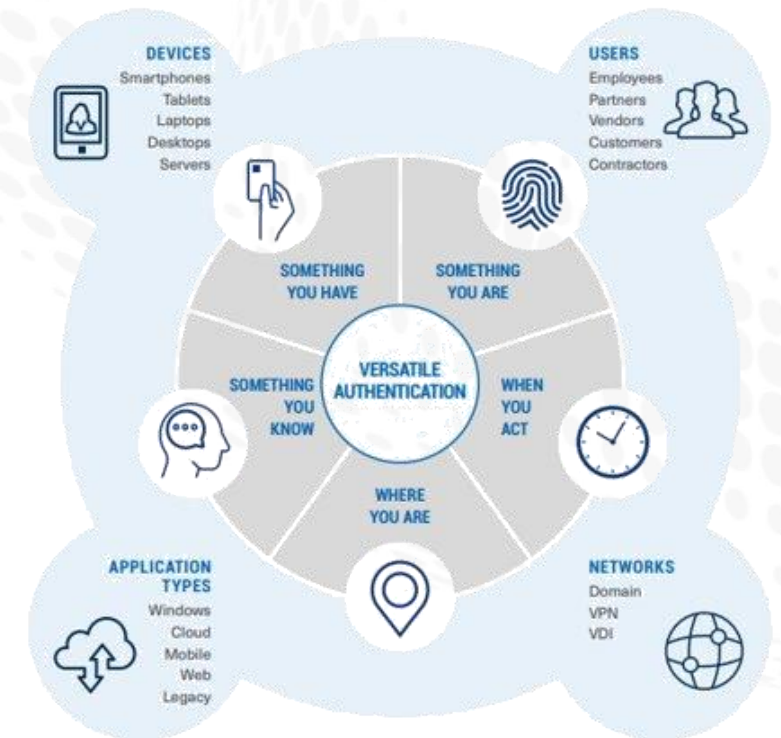 DEVICES
Smartphones
Tablets
Laptops
Desktops
Servers
USERS
Employees
Partners
Vendors
Customers
Contractors
SOMETHING
YOU HAVE
SOMETHING
YOU ARE
SOMETHING
YOU
KNOW
VERSATILE
AUTHENTICATION
WHEN
YOU
ACT
WHERE
YOU ARE
APPLICATION
TYPES
Windows
Cloud
Mobile
Web
Legacy
NETWORKS
Domain
VPN
VDI